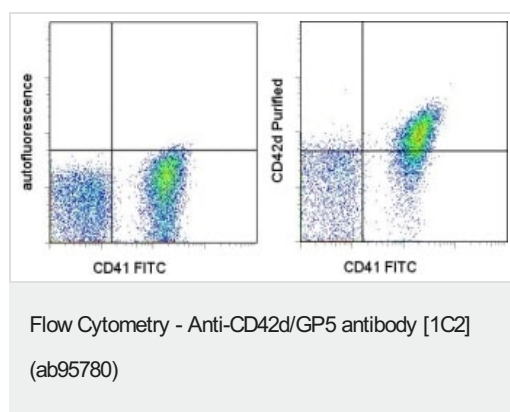 autofluorescence
CD41 FITC
CD42d Purified
CD41 FITC
Flow Cytometry - Anti-CD42d/GP5 antibody [1C2]
(ab95780)